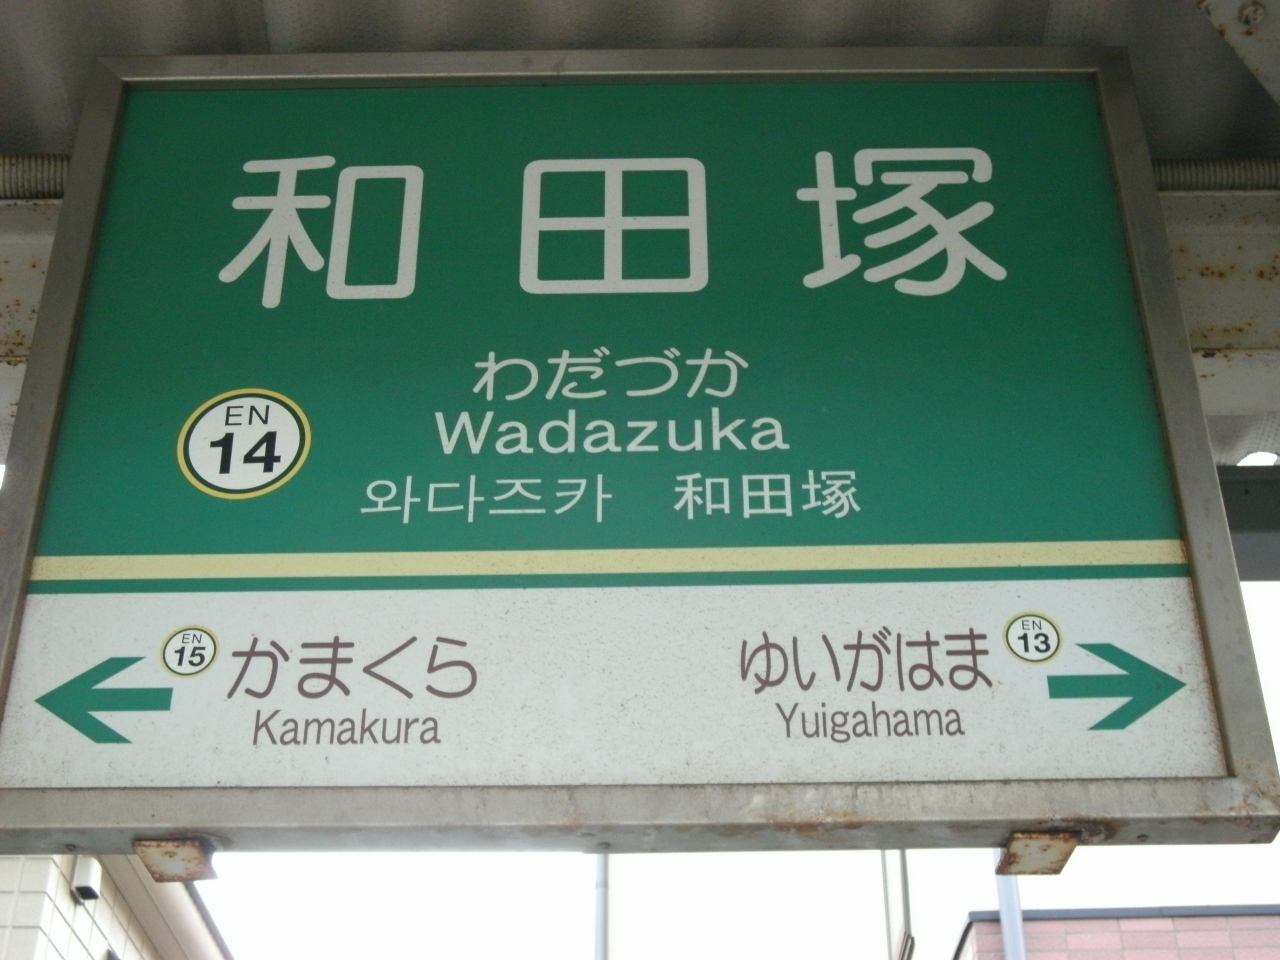 和田塚
わだづか
EN
14
Wadazuka
와다즈카 和田塚
EN
15
かまくら
Kamakura
ゆいがはま
EN
13
Yuigahama